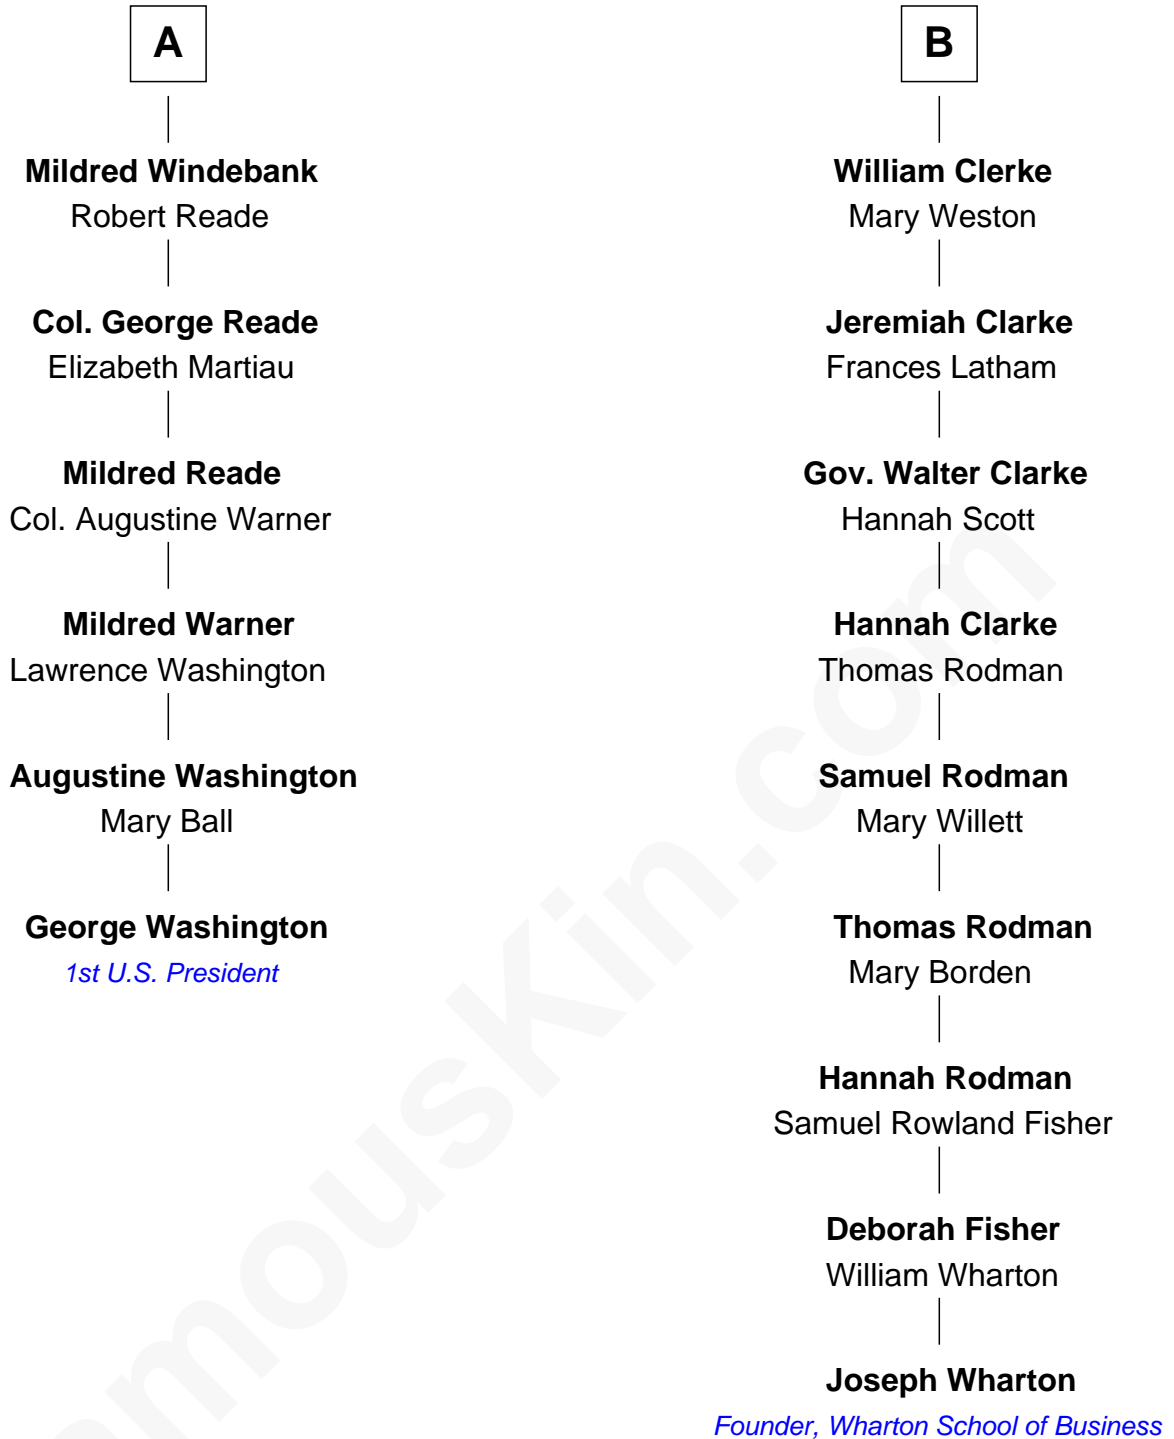 A
Mildred Windebank
Robert Reade
Col. George Reade
Elizabeth Martiau
Mildred Reade
Col. Augustine Warner
Mildred Warner
Lawrence Washington
Augustine Washington
Mary Ball
George Washington
1st U.S. President
B
William Clerke
Mary Weston
Jeremiah Clarke
Frances Latham
Gov. Walter Clarke
Hannah Scott
Hannah Clarke
Thomas Rodman
Samuel Rodman
Mary Willett
Thomas Rodman
Mary Borden
Hannah Rodman
Samuel Rowland Fisher
Deborah Fisher
William Wharton
Joseph Wharton
Founder, Wharton School of Business
amouskin.com